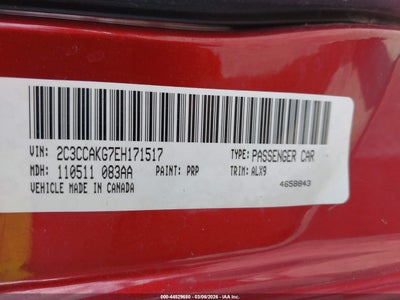 VIN: 2C3CCAKG7EH171517 TYPE: PASSENGER CAR
MDH: 110511 083AA PAINT: PRP TRIM: ALX9
VEHICLE MADE IN CANADA 4658843
000-44529660 - 03/06/2026 - IAA Inc.